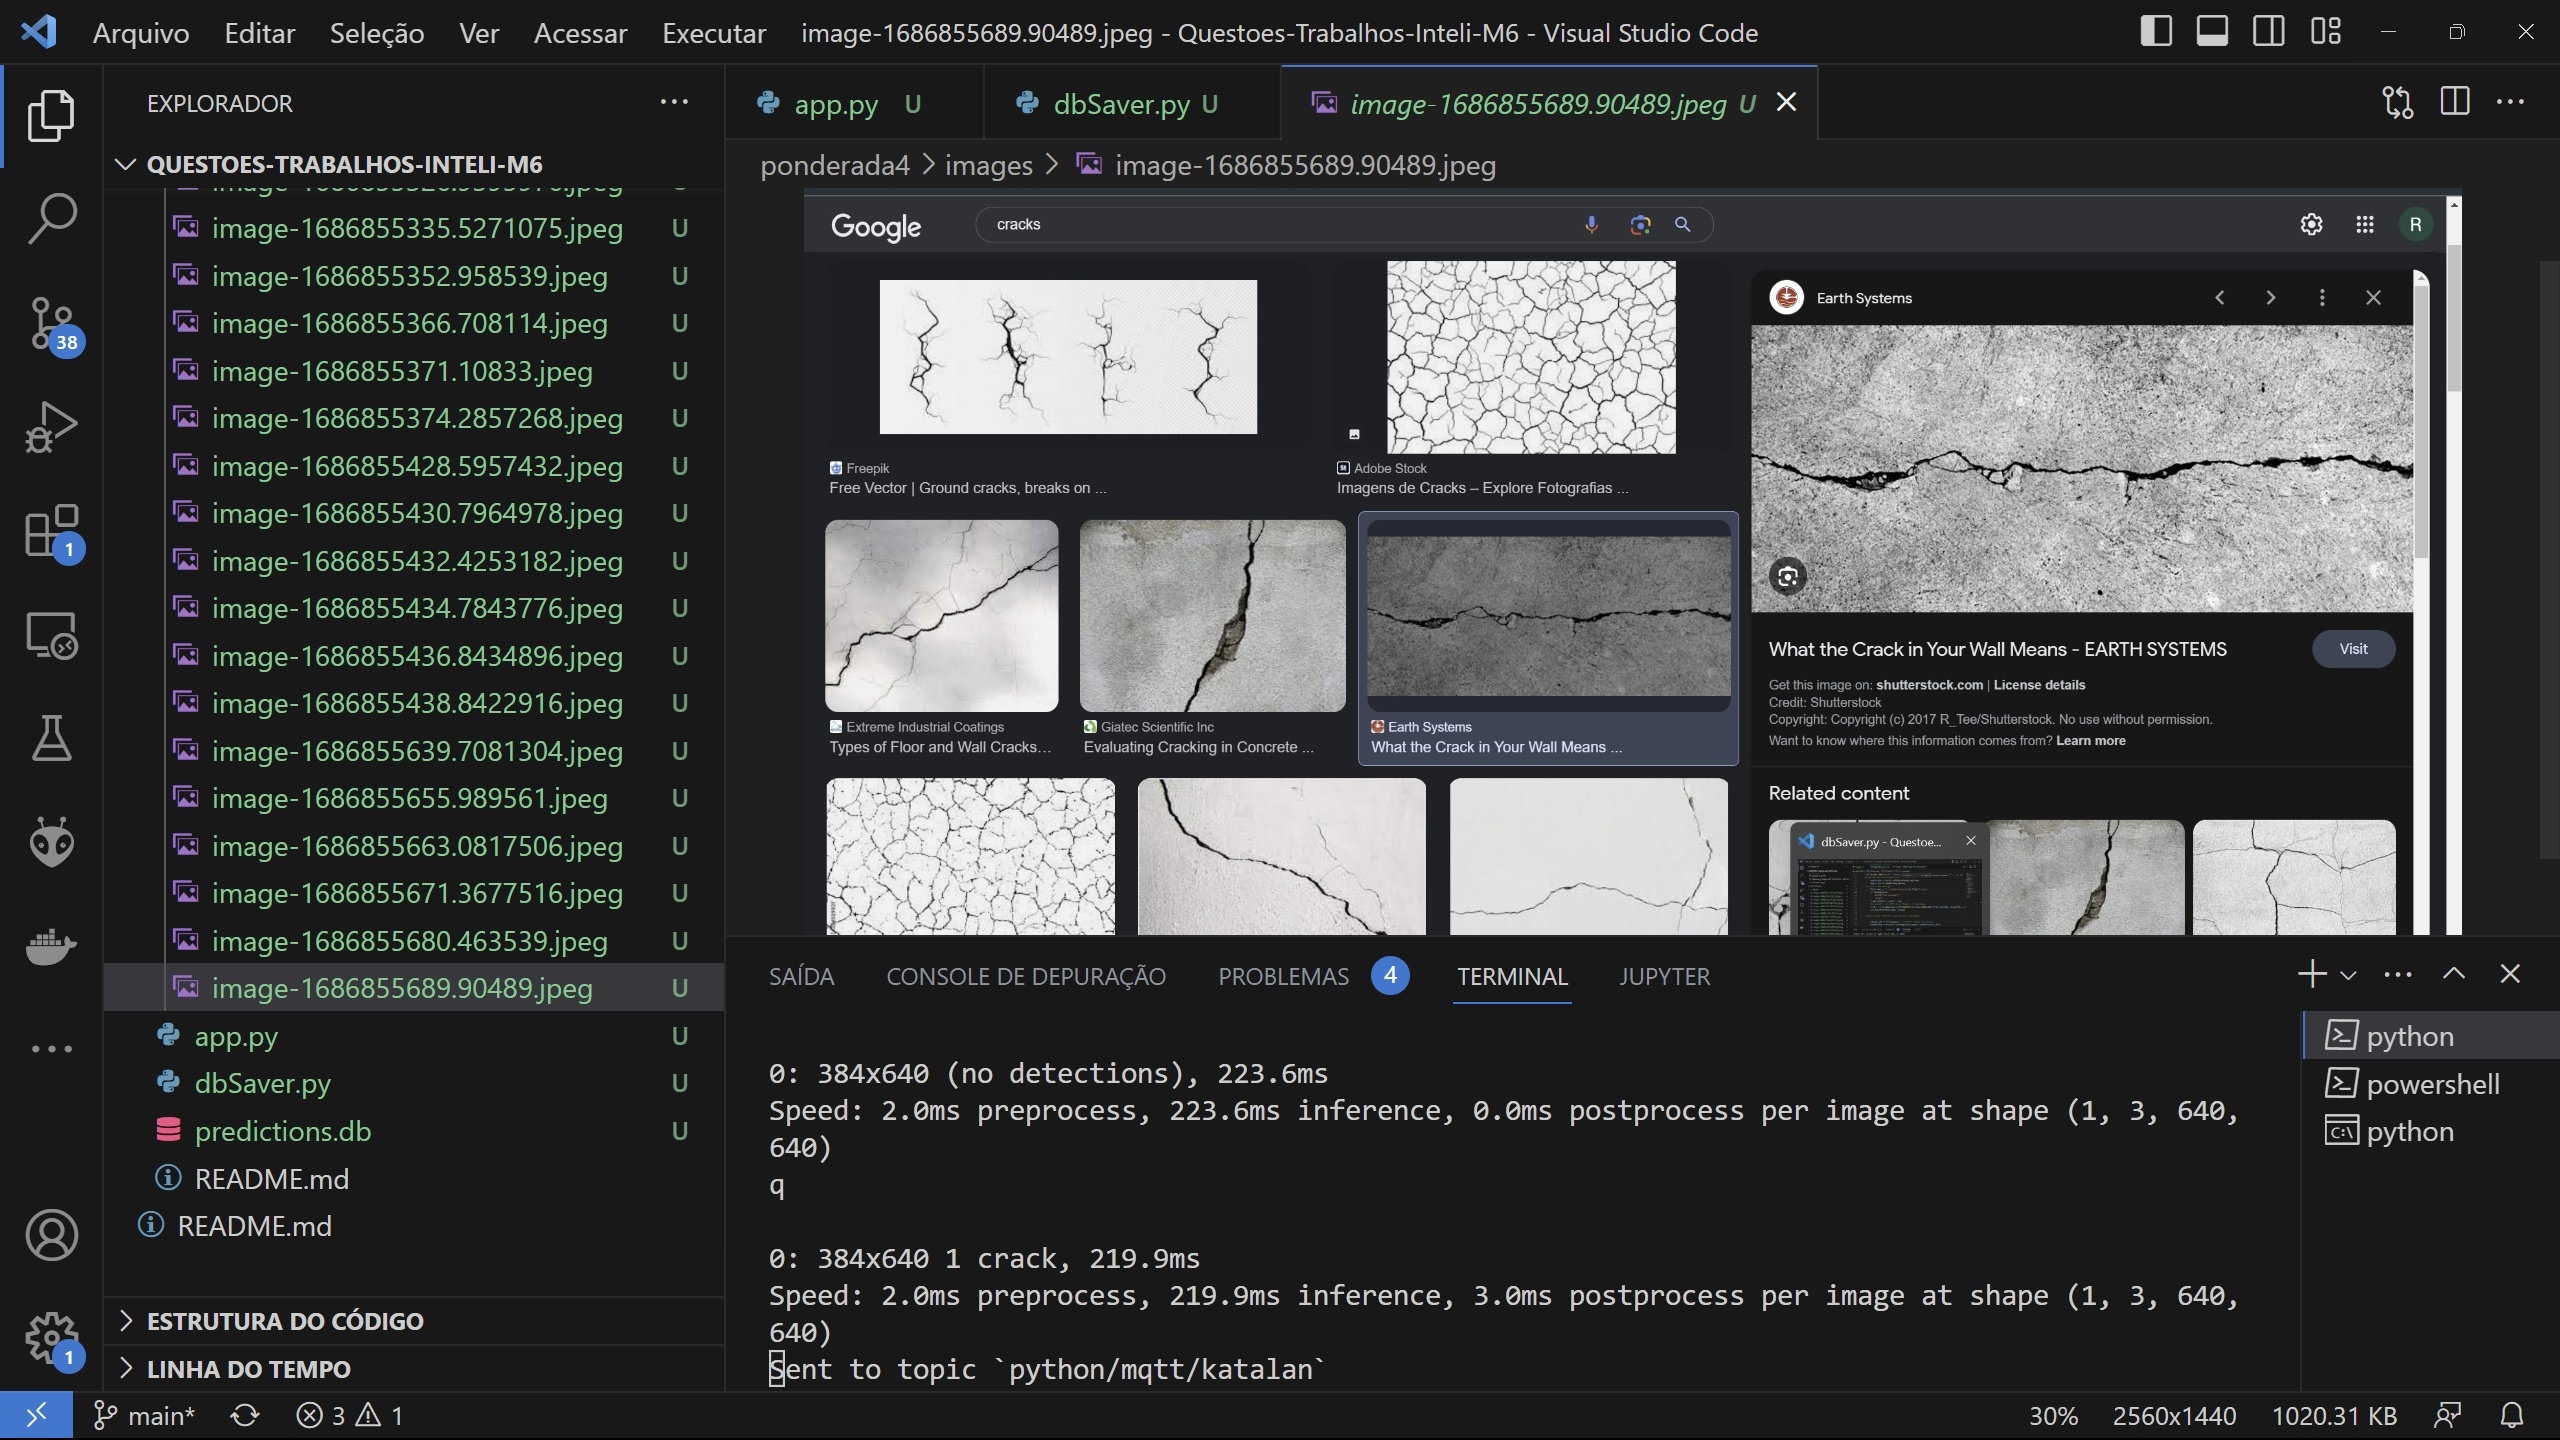 Arquivo Editar Seleção Ver Acessar Executar image-1686855689.90489.jpeg - Questoes-Trabalhos-Inteli-M6 - Visual Studio Code
EXPLORADOR
QUESTOES-TRABALHOS-INTELI-M6
image-1686855335.5271075.jpeg U
image-1686855352.958539.jpeg U
image-1686855366.708114.jpeg U
image-1686855371.10833.jpeg U
image-1686855374.2857268.jpeg U
image-1686855428.5957432.jpeg U
image-1686855430.7964978.jpeg U
image-1686855432.4253182.jpeg U
image-1686855434.7843776.jpeg U
image-1686855436.8434896.jpeg U
image-1686855438.8422916.jpeg U
image-1686855639.7081304.jpeg U
image-1686855655.989561.jpeg U
image-1686855663.0817506.jpeg U
image-1686855671.3677516.jpeg U
image-1686855680.463539.jpeg U
image-1686855689.90489.jpeg U
app.py U
dbSaver.py U
predictions.db U
README.md
README.md
ESTRUTURA DO CÓDIGO
LINHA DO TEMPO
38
1
1
app.py U dbSaver.py U image-1686855689.90489.jpeg U
ponderada4 > images > image-1686855689.90489.jpeg
Google cracks R
Freepik
Free Vector | Ground cracks, breaks on ...
Adobe Stock
Imagens de Cracks – Explore Fotografias ...
Extreme Industrial Coatings
Types of Floor and Wall Cracks...
Giatec Scientific Inc
Evaluating Cracking in Concrete ...
Earth Systems
What the Crack in Your Wall Means ...
Earth Systems
What the Crack in Your Wall Means - EARTH SYSTEMS
Visit
Get this image on: shutterstock.com | License details
Credit: Shutterstock
Copyright: Copyright (c) 2017 R_Tee/Shutterstock. No use without permission.
Want to know where this information comes from? Learn more
Related content
dbSaver.py - Questoe...
SAÍDA CONSOLE DE DEPURAÇÃO PROBLEMAS 4 TERMINAL JUPYTER
0: 384x640 (no detections), 223.6ms
Speed: 2.0ms preprocess, 223.6ms inference, 0.0ms postprocess per image at shape (1, 3, 640,
640)
q
0: 384x640 1 crack, 219.9ms
Speed: 2.0ms preprocess, 219.9ms inference, 3.0ms postprocess per image at shape (1, 3, 640,
640)
Sent to topic `python/mqtt/katalan`
python
powershell
python
main* 3 1 30% 2560x1440 1020.31 KB